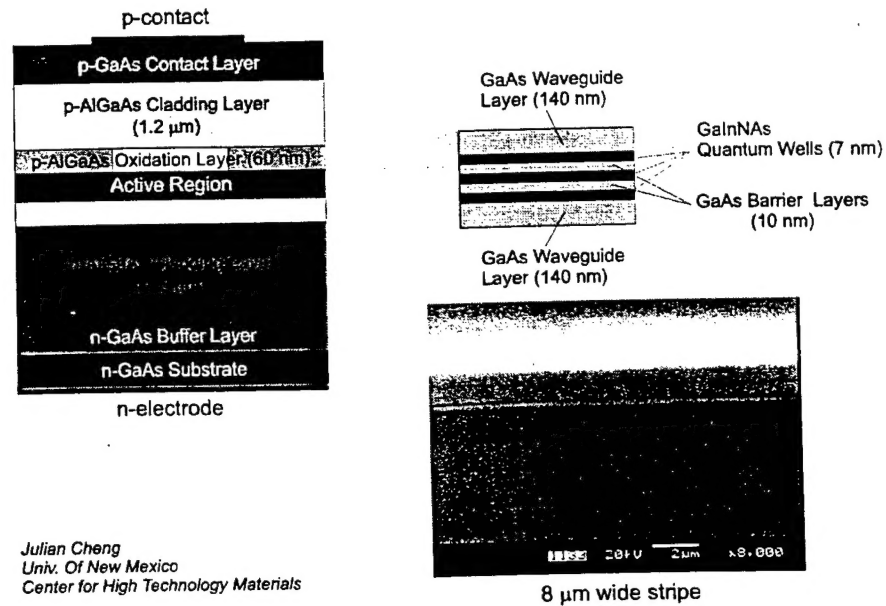 p-contact
p-GaAs Contact Layer
p-AlGaAs Cladding Layer
(1.2 μm)
p-AlGaAs Oxidation Layer (60 nm)
Active Region
n-GaAs Buffer Layer
n-GaAs Substrate
n-electrode
GaAs Waveguide
Layer (140 nm)
GaInNAs
Quantum Wells (7 nm)
GaAs Barrier Layers
(10 nm)
GaAs Waveguide
Layer (140 nm)
1132 20kV 2μm x8,000
8 μm wide stripe
Julian Cheng
Univ. Of New Mexico
Center for High Technology Materials